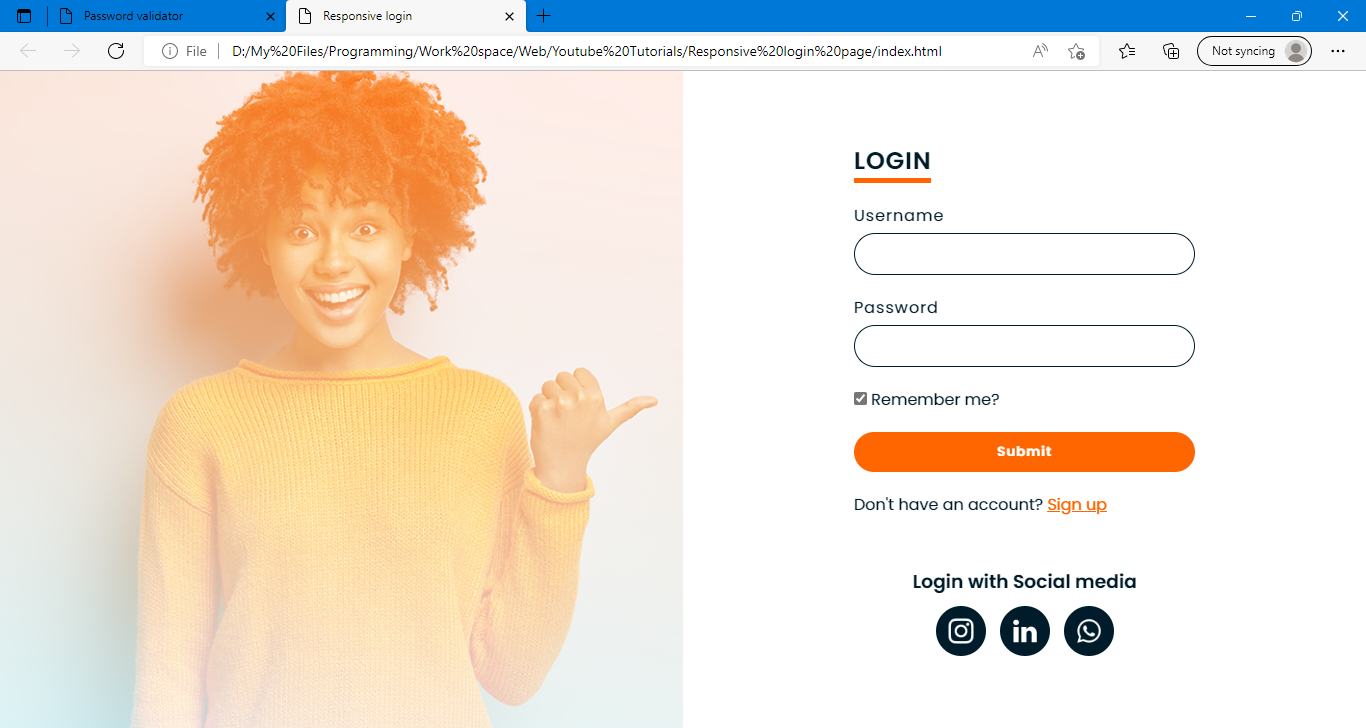 Password validator
Responsive login
File
D:/My%20Files/Programming/Work%20space/Web/Youtube%20Tutorials/Responsive%20login%20page/index.html
Not syncing
LOGIN
Username
Password
Remember me?
Submit
Don't have an account? Sign up
Login with Social media